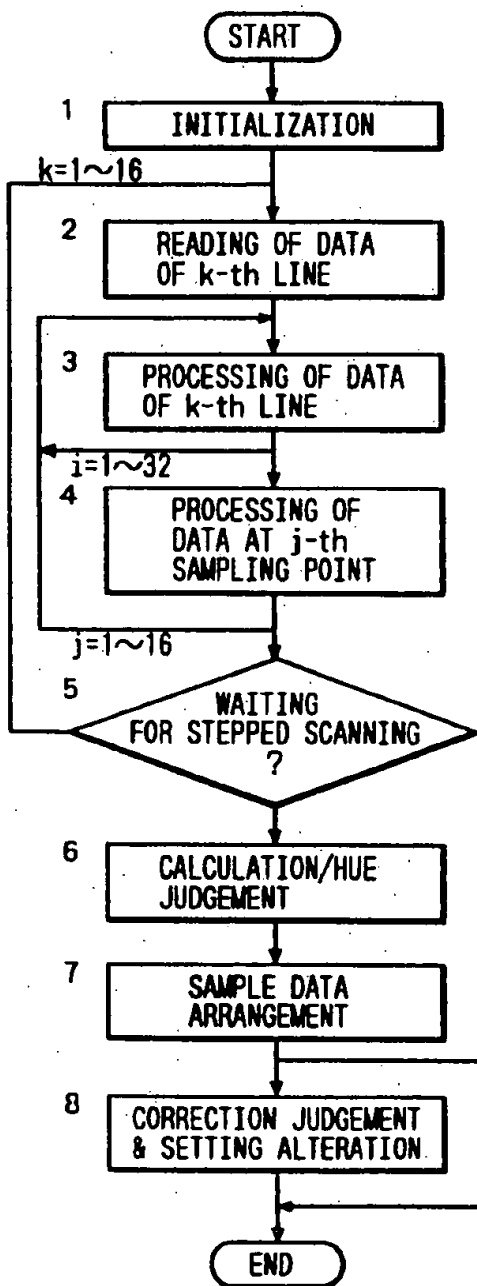 START
1
INITIALIZATION
k=1～16
2
READING OF DATA
OF k-th LINE
3
PROCESSING OF DATA
OF k-th LINE
i=1～32
4
PROCESSING OF
DATA AT j-th
SAMPLING POINT
j=1～16
5
WAITING
FOR STEPPED SCANNING
?
6
CALCULATION/HUE
JUDGEMENT
7
SAMPLE DATA
ARRANGEMENT
8
CORRECTION JUDGEMENT
& SETTING ALTERATION
END